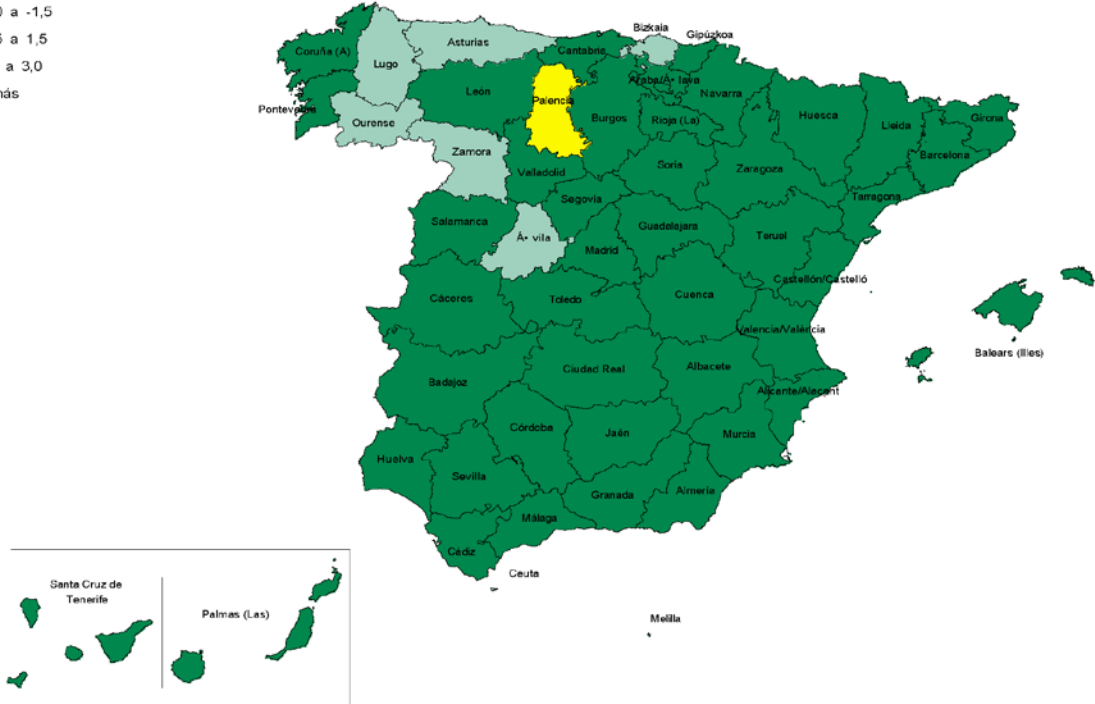 a -1,5
a 1,5
a 3,0
Bizkaia
Gipúzkoa
Asturias
Cantabria
Coruña (A)
Lugo
Araba/Á• lava
León
Navarra
Palencia
Pontevedra
Huesca
Burgos
Rioja (La)
Girona
Ourense
Lleida
Zamora
Barcelona
Soria
Valladolid
Zaragoza
Segovia
Tarragona
Salamanca
Guadalajara
Teruel
Á• vila
Madrid
Castellón/Castelló
Cuenca
Cáceres
Toledo
Valencia/València
Balears (Illes)
Ciudad Real
Albacete
Badajoz
Alicante/Alacant
Córdoba
Jaén
Murcia
Huelva
Sevilla
Almería
Granada
Málaga
Cádiz
Ceuta
Santa Cruz de
Tenerife
Palmas (Las)
Melilla